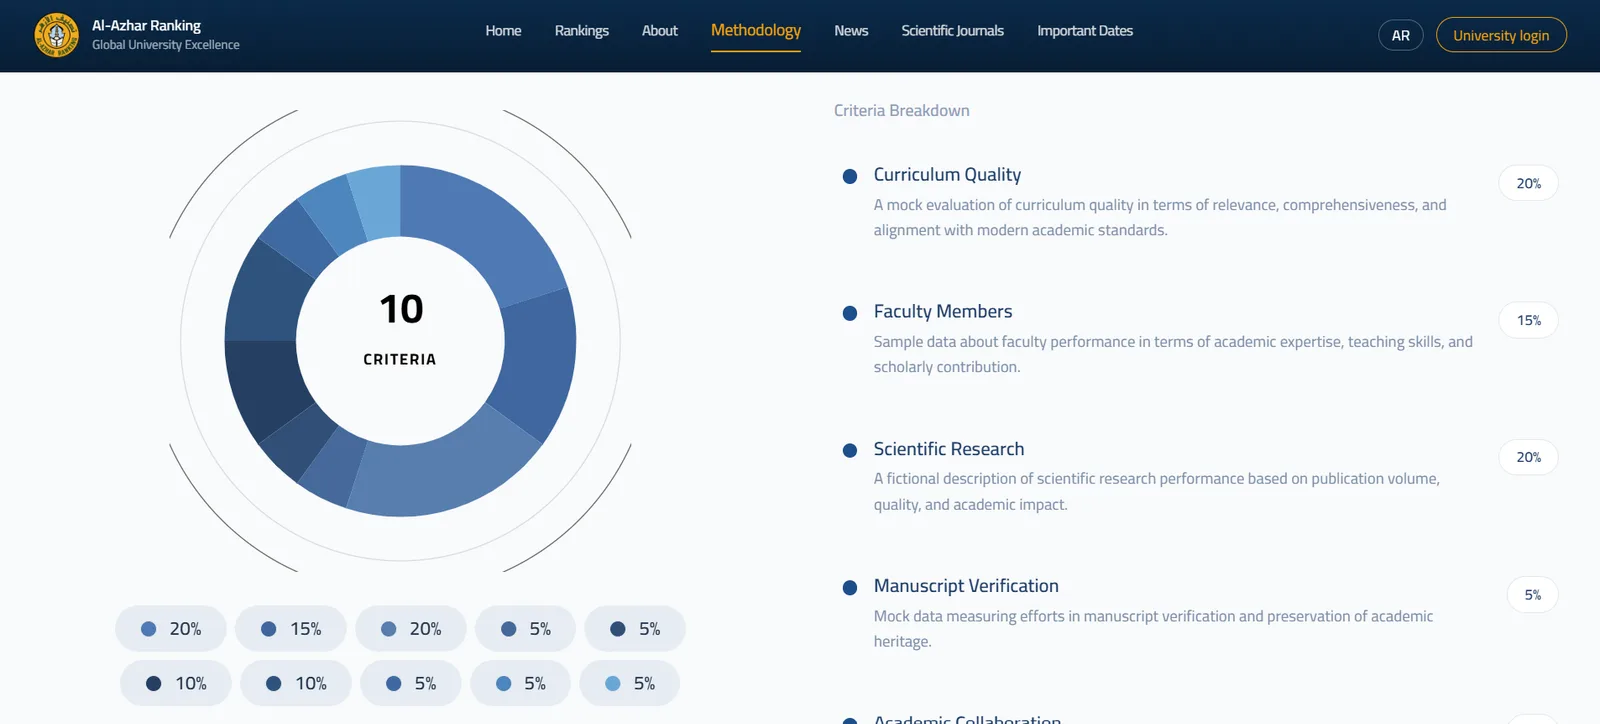 Al-Azhar Ranking
Global University Excellence
Home
Rankings
About
Methodology
News
Scientific Journals
Important Dates
AR
University login
10
CRITERIA
20%
15%
20%
5%
5%
10%
10%
5%
5%
5%
Criteria Breakdown
Curriculum Quality
20%
A mock evaluation of curriculum quality in terms of relevance, comprehensiveness, and
alignment with modern academic standards.
Faculty Members
15%
Sample data about faculty performance in terms of academic expertise, teaching skills, and
scholarly contribution.
Scientific Research
20%
A fictional description of scientific research performance based on publication volume,
quality, and academic impact.
Manuscript Verification
5%
Mock data measuring efforts in manuscript verification and preservation of academic
heritage.
Academic Collaboration